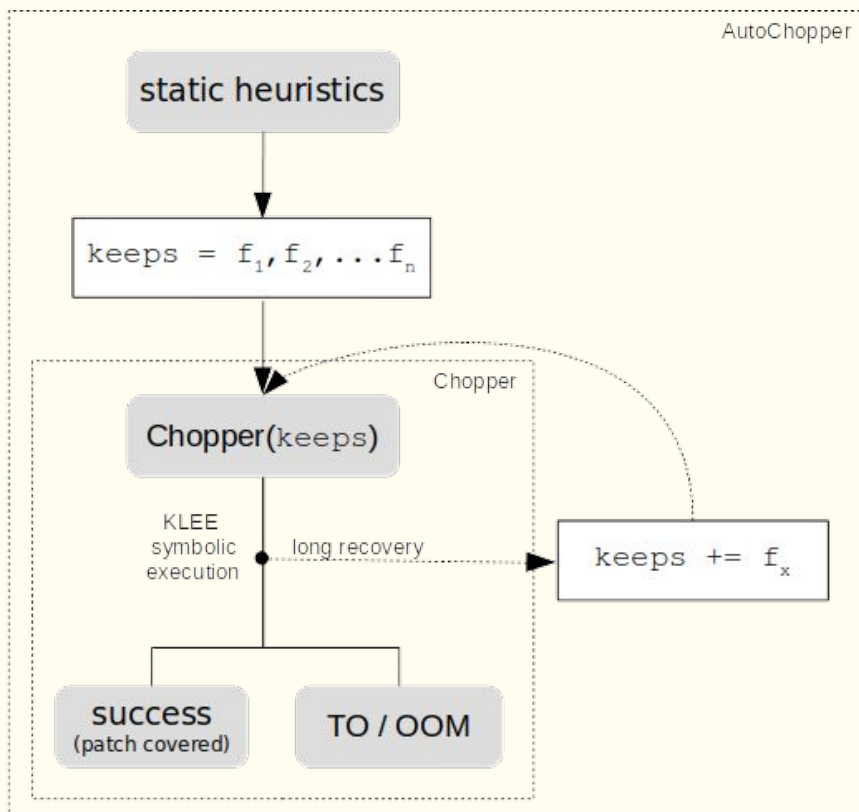 AutoChopper
static heuristics
keeps = f₁,f₂,...fₙ
Chopper
Chopper(keeps)
KLEE
symbolic
execution
long recovery
keeps += fₓ
success
(patch covered)
TO / OOM